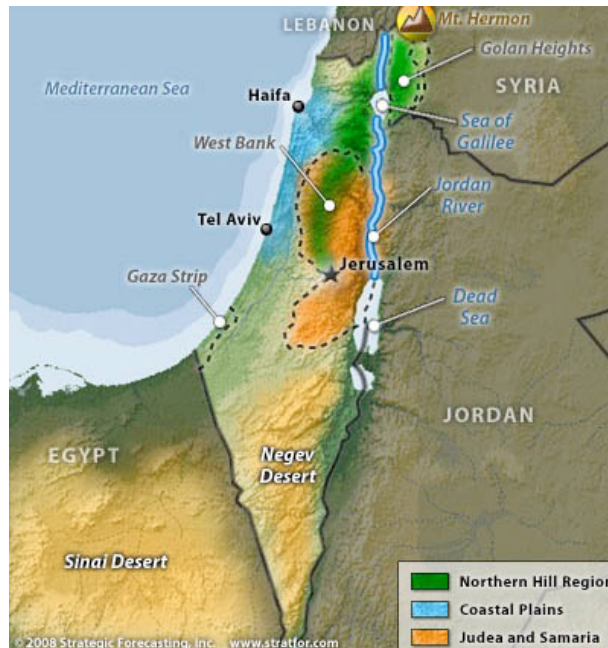 LEBANON
Mt. Hermon
Golan Heights
Mediterranean Sea
SYRIA
Haifa
Sea of
Galilee
West Bank
Jordan
River
Tel Aviv
Jerusalem
Gaza Strip
Dead
Sea
JORDAN
EGYPT
Negev
Desert
Sinai Desert
Northern Hill Region
Coastal Plains
Judea and Samaria
© 2008 Strategic Forecasting, Inc. www.stratfor.com